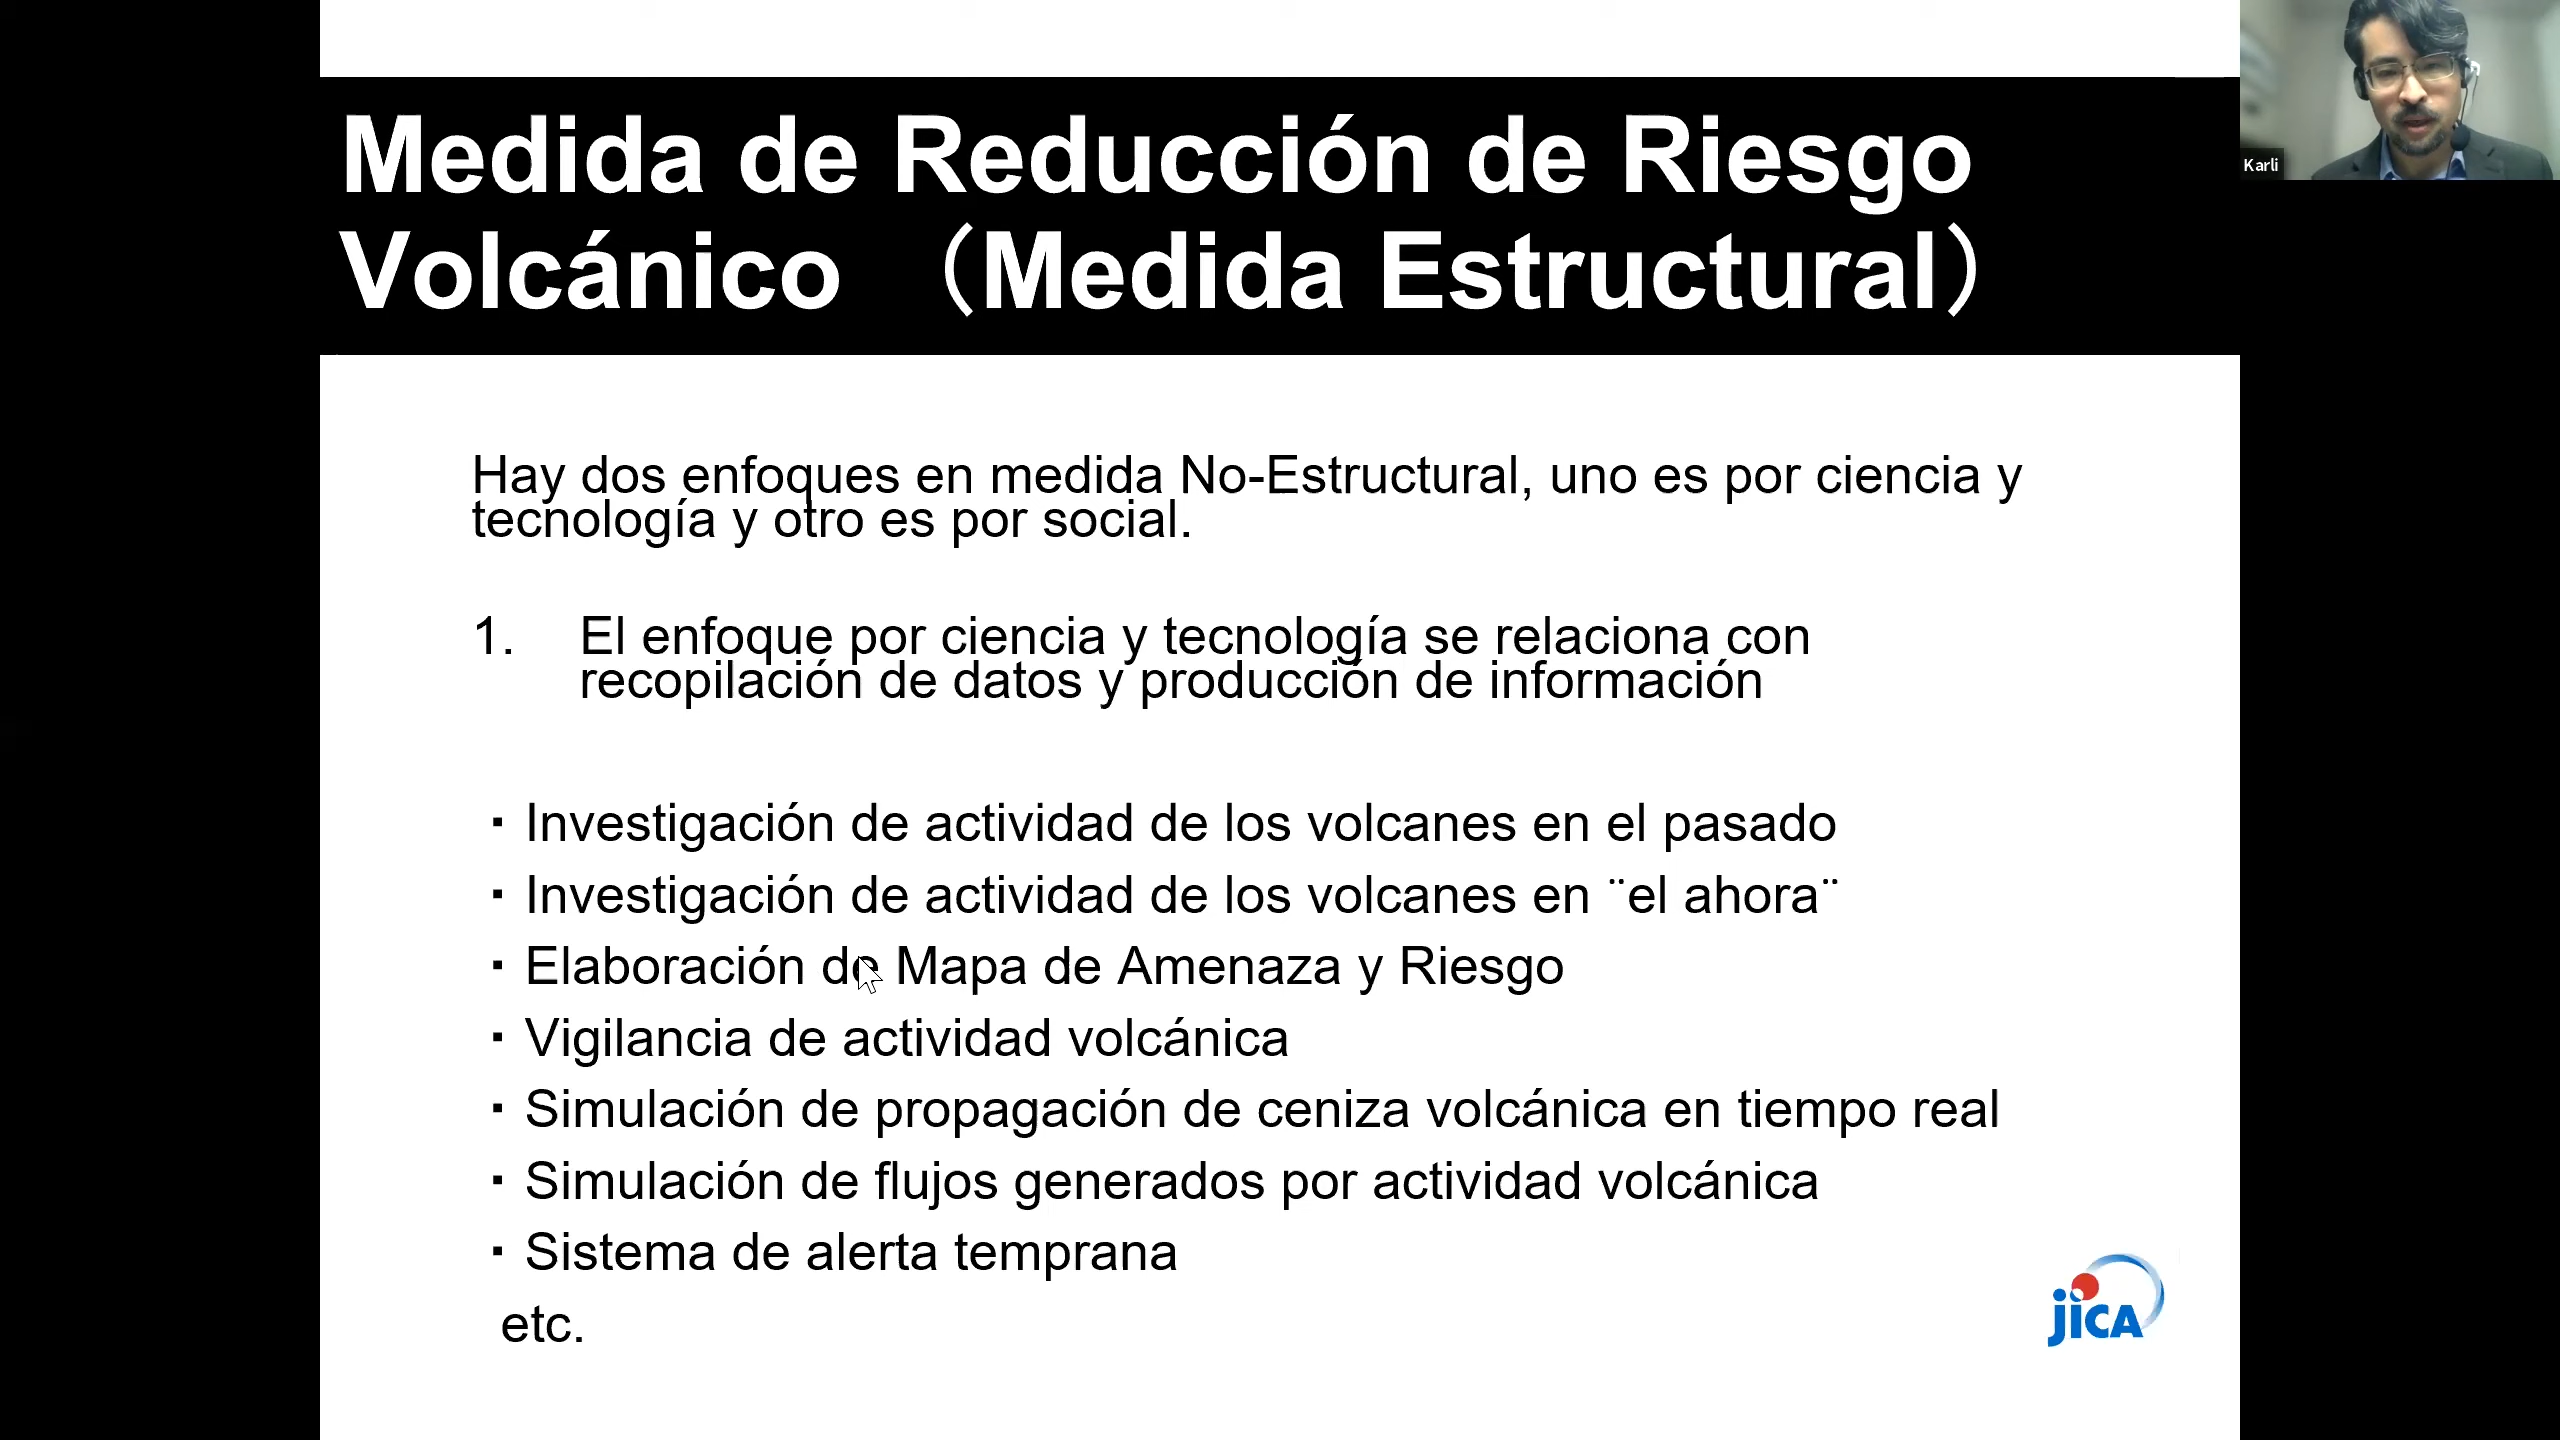 Medida de Reducción de Riesgo
Volcánico （Medida Estructural）
Karli
Hay dos enfoques en medida No-Estructural, uno es por ciencia y
tecnología y otro es por social.
1. El enfoque por ciencia y tecnología se relaciona con
recopilación de datos y producción de información
・Investigación de actividad de los volcanes en el pasado
・Investigación de actividad de los volcanes en ¨el ahora¨
・Elaboración de Mapa de Amenaza y Riesgo
・Vigilancia de actividad volcánica
・Simulación de propagación de ceniza volcánica en tiempo real
・Simulación de flujos generados por actividad volcánica
・Sistema de alerta temprana
etc.
jICA